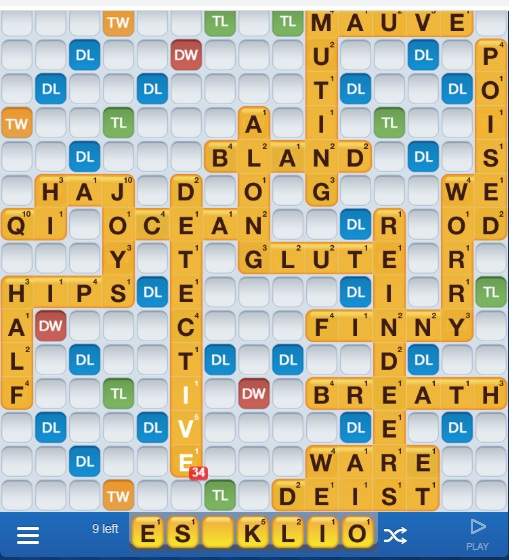 TW TL TL M A U V E
DL DW U DL P
DL DL T DL DL O
TW TL A I TL I
DL B L A N D DL S
H A J D O G W E
Q I O C E A N DL R O D
Y T G L U T E R
H I P S DL E DL I R TL
A DW C F I N N Y
L DL T DL DL D DL
F TL I DW B R E A T H
DL DL V DL E DL
DL E 34 W A R E
TW TL D E I S T
9 left E S K L I O PLAY